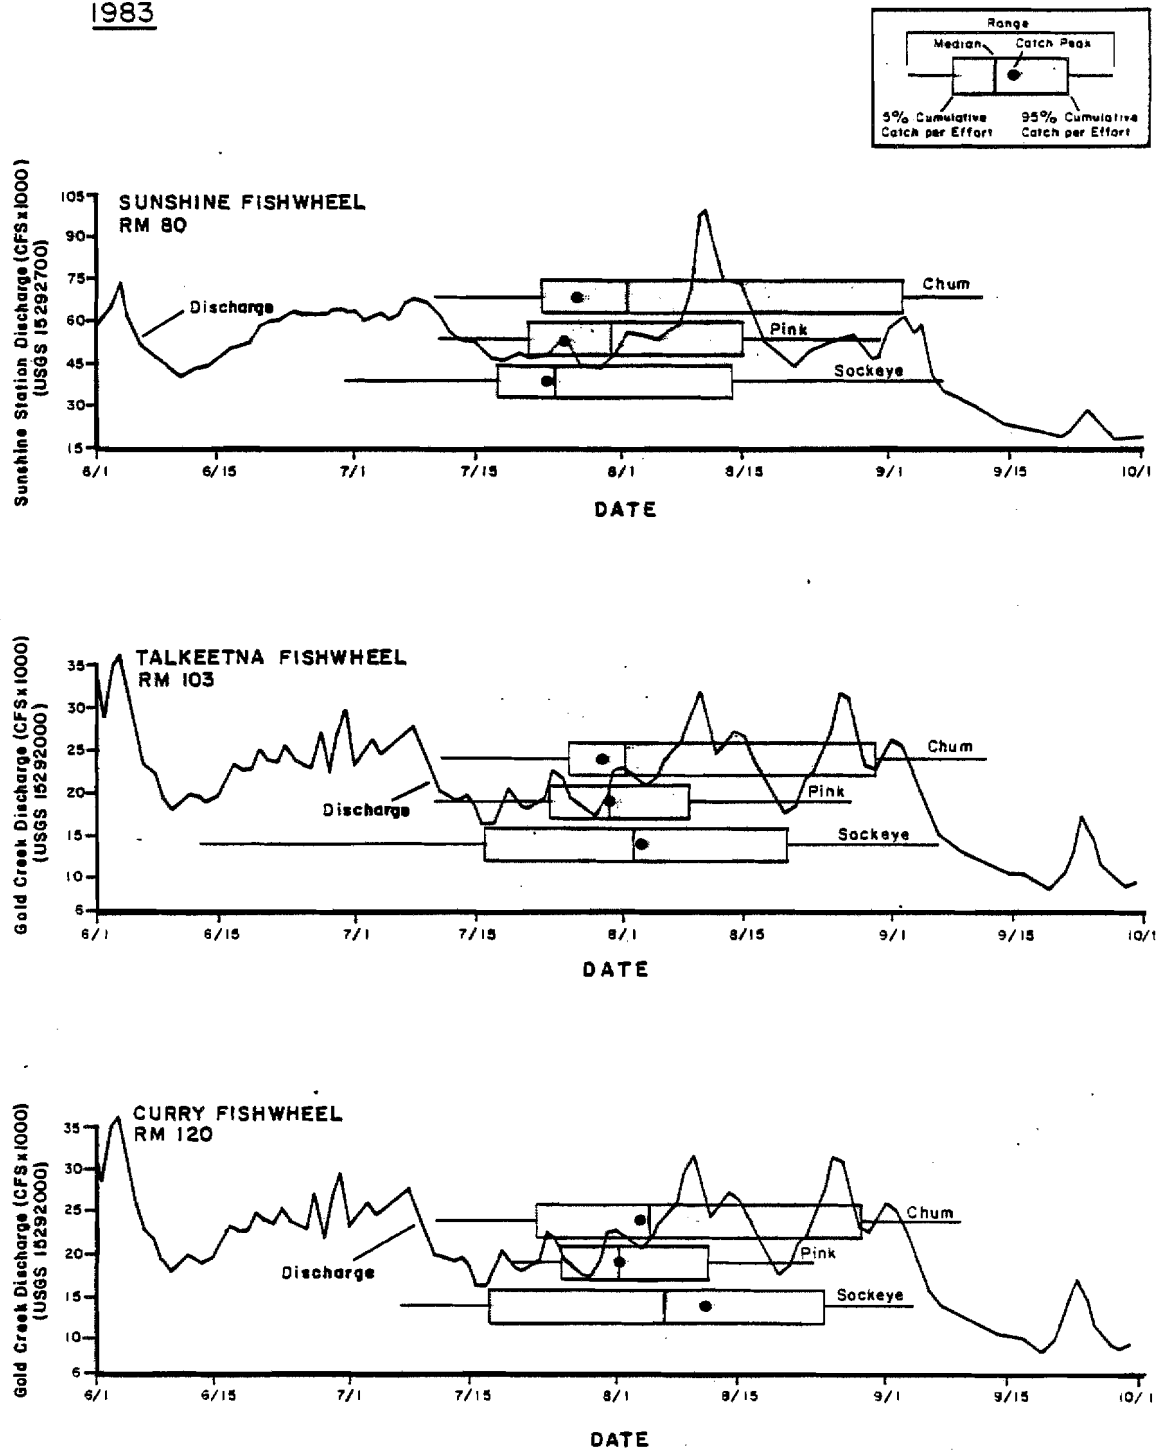 1983
Range
Median
Catch Peak
5% Cumulative
Catch per Effort
95% Cumulative
Catch per Effort
Sunshine Station Discharge (CFS x 1000)
(USGS 15292700)
SUNSHINE FISHWHEEL
RM 80
105
90
75
60
45
30
15
Discharge
Chum
Pink
Sockeye
6/1 6/15 7/1 7/15 8/1 8/15 9/1 9/15 10/1
DATE
Gold Creek Discharge (CFS x 1000)
(USGS 15292000)
TALKEETNA FISHWHEEL
RM 103
35
30
25
20
15
10
6
Discharge
Chum
Pink
Sockeye
6/1 6/15 7/1 7/15 8/1 8/15 9/1 9/15 10/1
DATE
Gold Creek Discharge (CFS x 1000)
(USGS 15292000)
CURRY FISHWHEEL
RM 120
35
30
25
20
15
10
6
Discharge
Chum
Pink
Sockeye
6/1 6/15 7/1 7/15 8/1 8/15 9/1 9/15 10/1
DATE